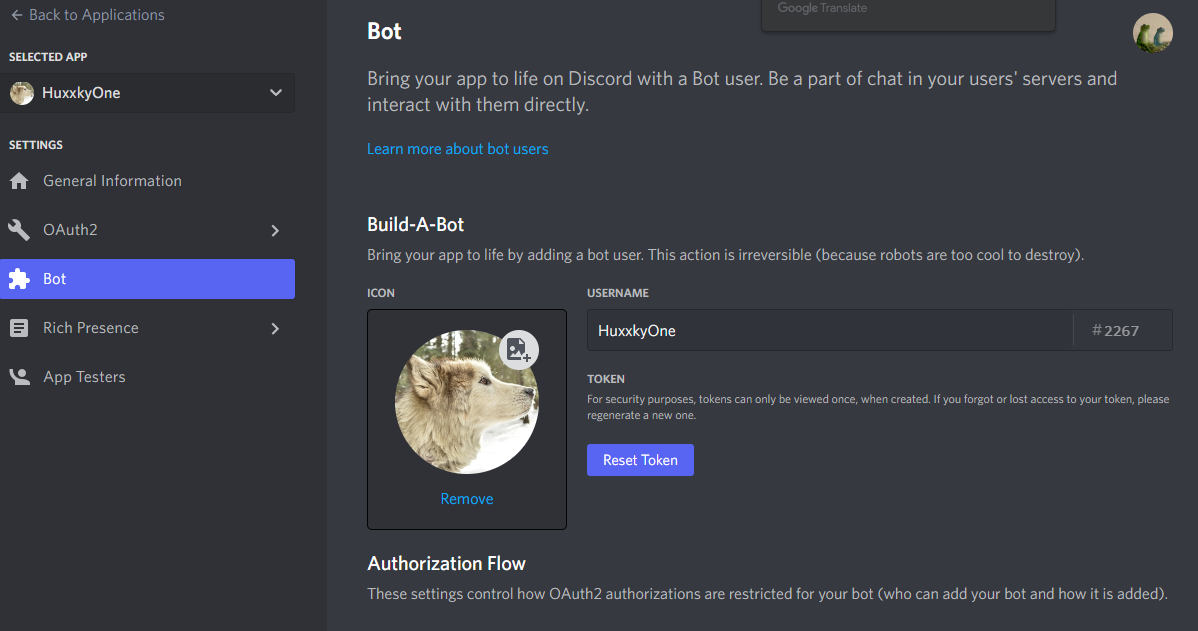 Back to Applications
SELECTED APP
HuxxkyOne
SETTINGS
General Information
OAuth2
Bot
Rich Presence
App Testers
Google Translate
Bot
Bring your app to life on Discord with a Bot user. Be a part of chat in your users' servers and
interact with them directly.
Learn more about bot users
Build-A-Bot
Bring your app to life by adding a bot user. This action is irreversible (because robots are too cool to destroy).
ICON
Remove
USERNAME
HuxxkyOne #2267
TOKEN
For security purposes, tokens can only be viewed once, when created. If you forgot or lost access to your token, please
regenerate a new one.
Reset Token
Authorization Flow
These settings control how OAuth2 authorizations are restricted for your bot (who can add your bot and how it is added).